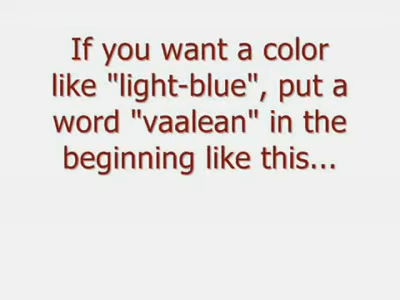 If you want a color
like "light-blue", put a
word "vaalean" in the
beginning like this...